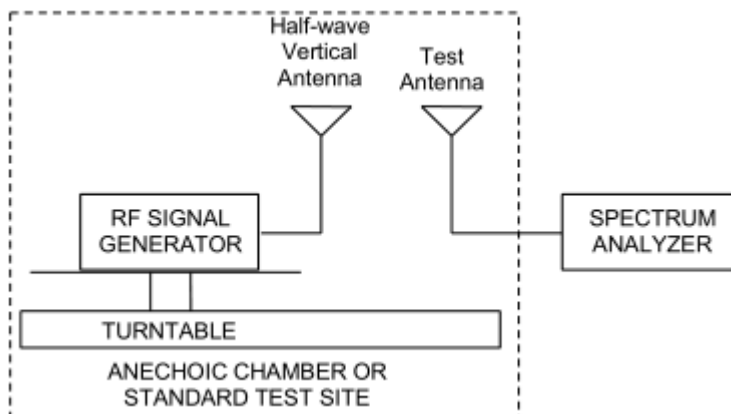 Half-wave
Vertical
Antenna
Test
Antenna
RF SIGNAL
GENERATOR
SPECTRUM
ANALYZER
TURNTABLE
ANECHOIC CHAMBER OR
STANDARD TEST SITE